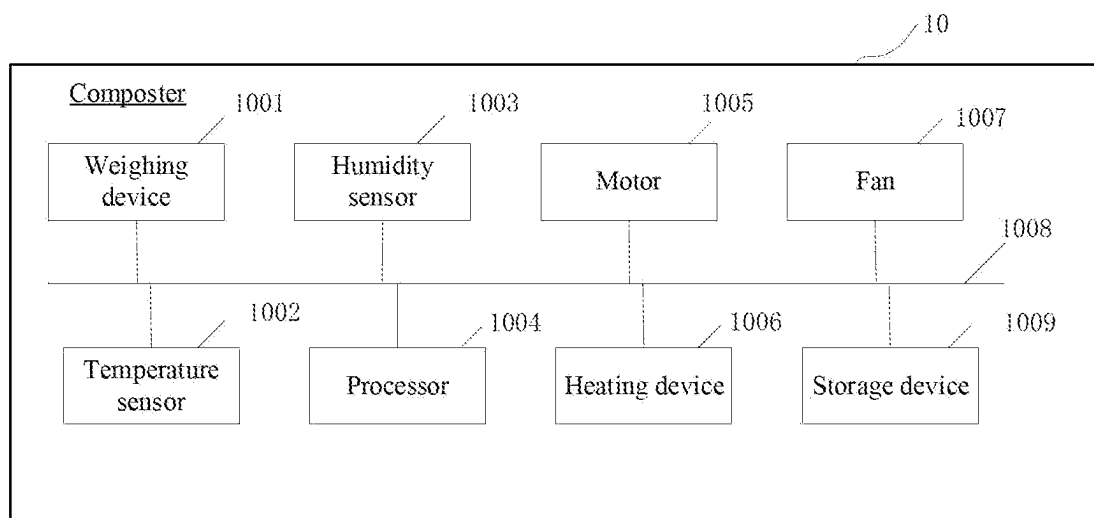 10
Composter
1001
1003
1005
1007
Weighing
device
Humidity
sensor
Motor
Fan
1008
1002
1004
1006
1009
Temperature
sensor
Processor
Heating device
Storage device